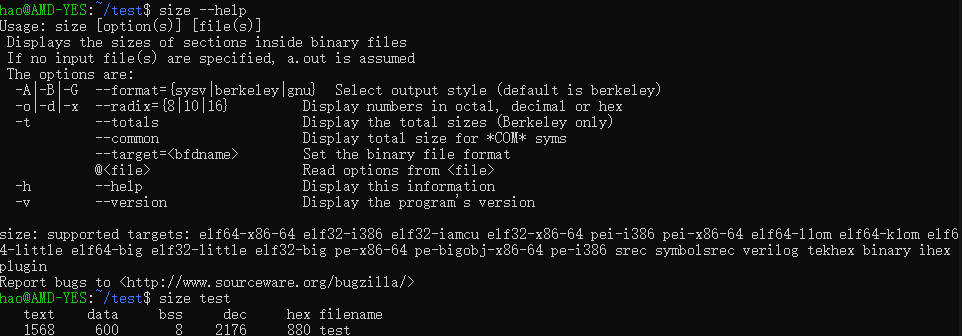 hao@AMD-YES:~/test$ size --help
Usage: size [option(s)] [file(s)]
 Displays the sizes of sections inside binary files
 If no input file(s) are specified, a.out is assumed
 The options are:
  -A|-B|-G  --format={sysv|berkeley|gnu}  Select output style (default is berkeley)
  -o|-d|-x  --radix={8|10|16}         Display numbers in octal, decimal or hex
  -t        --totals                  Display the total sizes (Berkeley only)
            --common                  Display total size for *COM* syms
            --target=<bfdname>        Set the binary file format
            @<file>                   Read options from <file>
  -h        --help                    Display this information
  -v        --version                 Display the program's version
size: supported targets: elf64-x86-64 elf32-i386 elf32-iamcu elf32-x86-64 pei-i386 pei-x86-64 elf64-l1om elf64-k1om elf6
4-little elf64-big elf32-little elf32-big pe-x86-64 pe-bigobj-x86-64 pe-i386 srec symbolsrec verilog tekhex binary ihex
plugin
Report bugs to <http://www.sourceware.org/bugzilla/>
hao@AMD-YES:~/test$ size test
   text    data     bss     dec     hex filename
   1568     600       8    2176     880 test